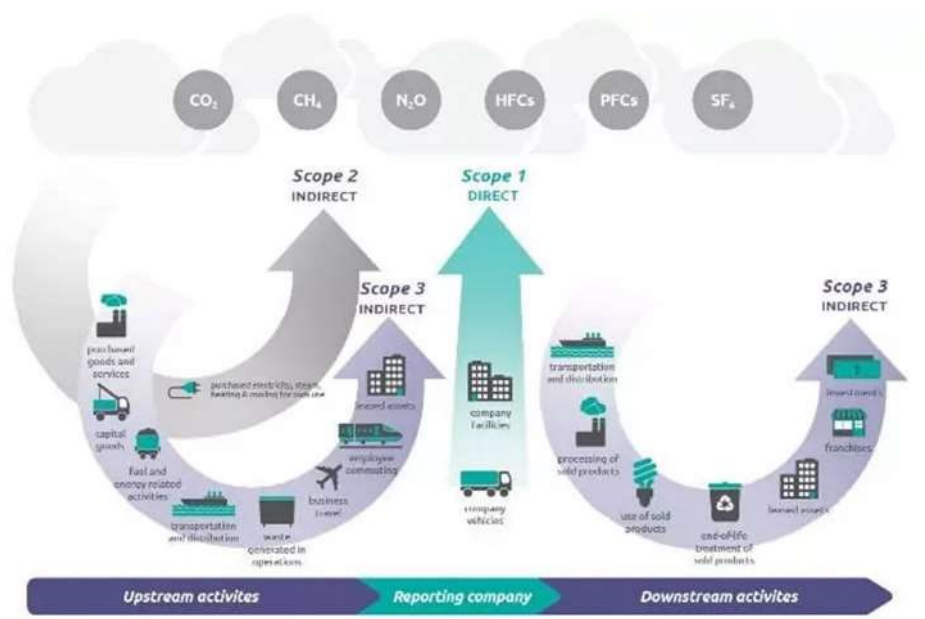 CO₂
CH₄
N₂O
HFCs
PFCs
SF₆
Scope 2
INDIRECT
Scope 1
DIRECT
Scope 3
INDIRECT
Scope 3
INDIRECT
purchased
goods and
services
capital
goods
fuel and
energy related
activities
transportation
and distribution
waste
generated in
operations
business
travel
employee
commuting
leased assets
purchased electricity, steam,
heating & cooling for own use
company
facilities
company
vehicles
transportation
and distribution
processing of
sold products
use of sold
products
end-of-life
treatment of
sold products
leased assets
franchises
investments
Upstream activites
Reporting company
Downstream activites